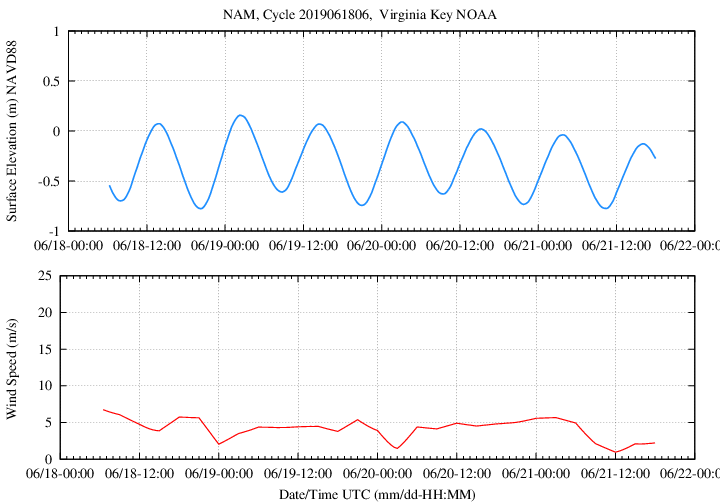 NAM, Cycle 2019061806,  Virginia Key NOAA
Surface Elevation (m) NAVD88
1
0.5
0
-0.5
-1
06/18-00:00 06/18-12:00 06/19-00:00 06/19-12:00 06/20-00:00 06/20-12:00 06/21-00:00 06/21-12:00 06/22-0
Wind Speed (m/s)
25
20
15
10
5
0
06/18-00:00 06/18-12:00 06/19-00:00 06/19-12:00 06/20-00:00 06/20-12:00 06/21-00:00 06/21-12:00 06/22-0
Date/Time UTC (mm/dd-HH:MM)